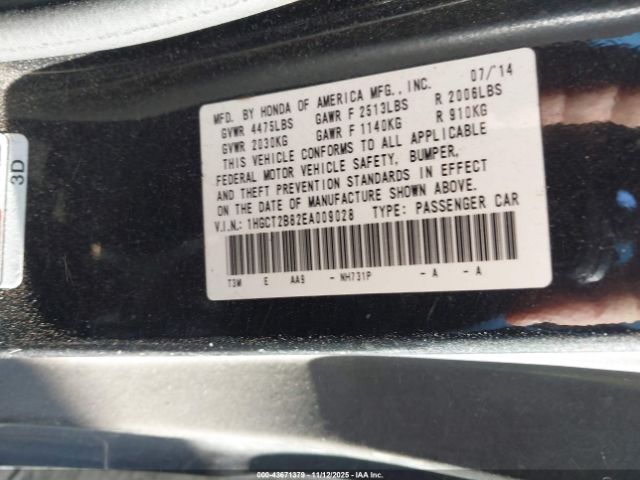 MFD. BY HONDA OF AMERICA MFG., INC. 07/'14
GVWR 4475LBS GAWR F 2513LBS R 2006LBS
GVWR 2030KG GAWR F 1140KG R 910KG
THIS VEHICLE CONFORMS TO ALL APPLICABLE
FEDERAL MOTOR VEHICLE SAFETY, BUMPER,
AND THEFT PREVENTION STANDARDS IN EFFECT
ON THE DATE OF MANUFACTURE SHOWN ABOVE.
V.I.N.: 1HGCT2B82EA009028 TYPE: PASSENGER CAR
T3W E AA9 - NH731P - A - A
3D
000-43671379 - 11/12/2025 - IAAI, Inc.